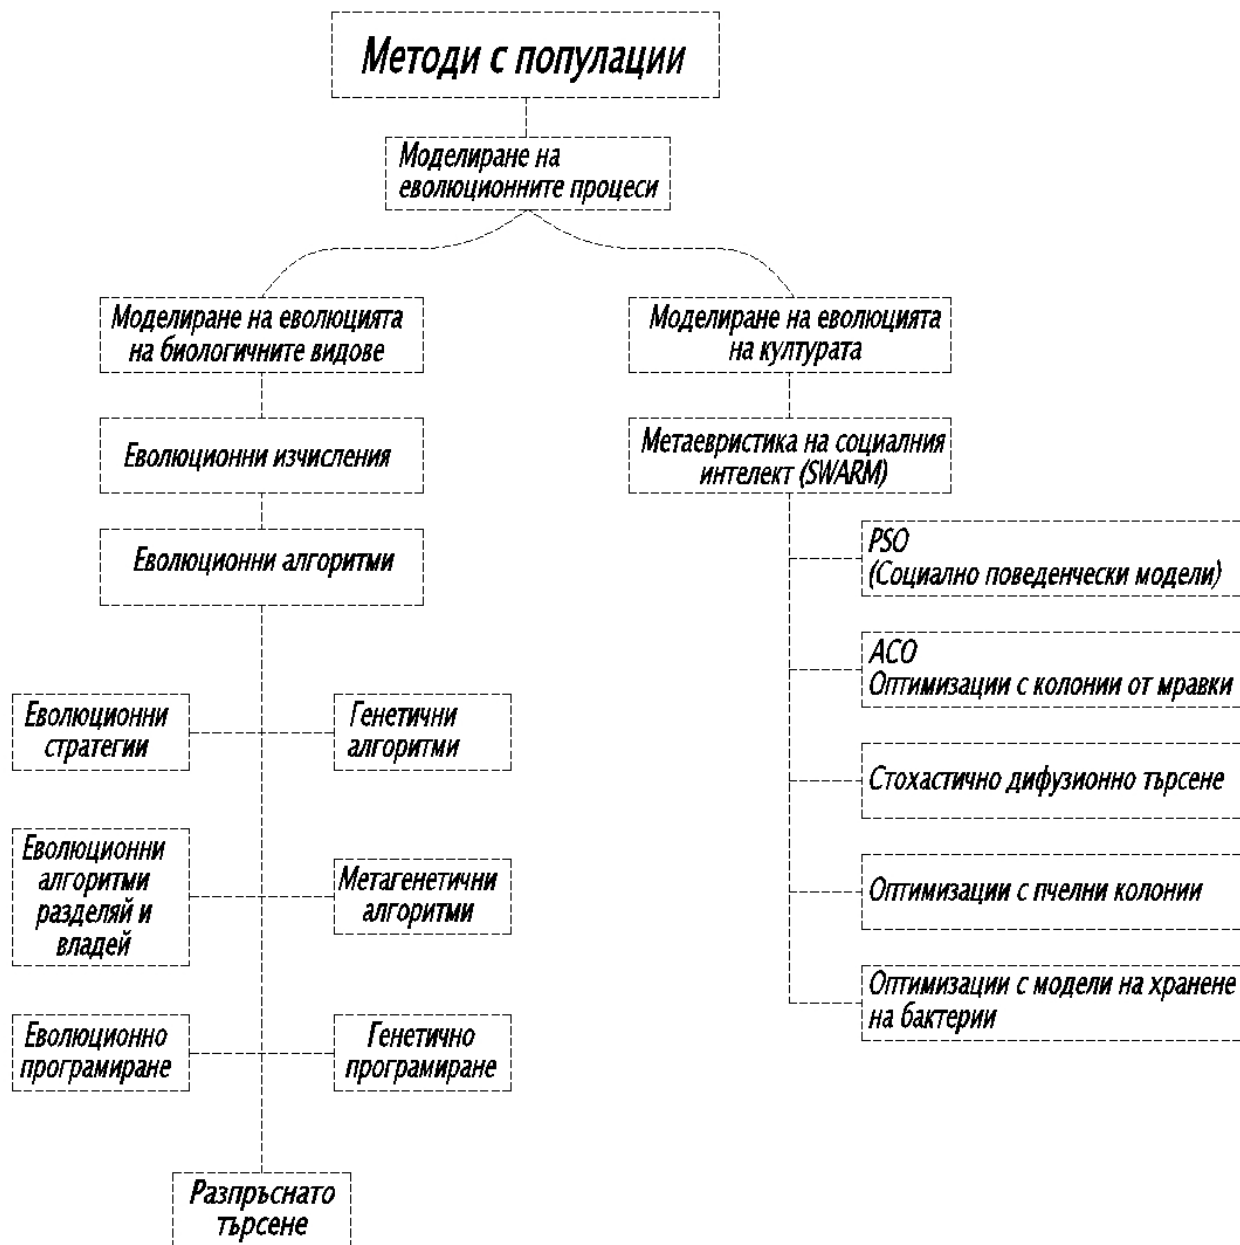 Методи с популации
Моделиране на
еволюционните процеси
Моделиране на еволюцията
на биологичните видове
Моделиране на еволюцията
на културата
Еволюционни изчисления
Метаевристика на социалния
интелект (SWARM)
Еволюционни алгоритми
PSO
(Социално поведенчески модели)
ACO
Оптимизации с колонии от мравки
Стохастично дифузионно търсене
Оптимизации с пчелни колонии
Оптимизации с модели на хранене
на бактерии
Еволюционни
стратегии
Генетични
алгоритми
Еволюционни
алгоритми
разделяй и
владей
Метагенетични
алгоритми
Еволюционно
програмиране
Генетично
програмиране
Разпръснато
търсене